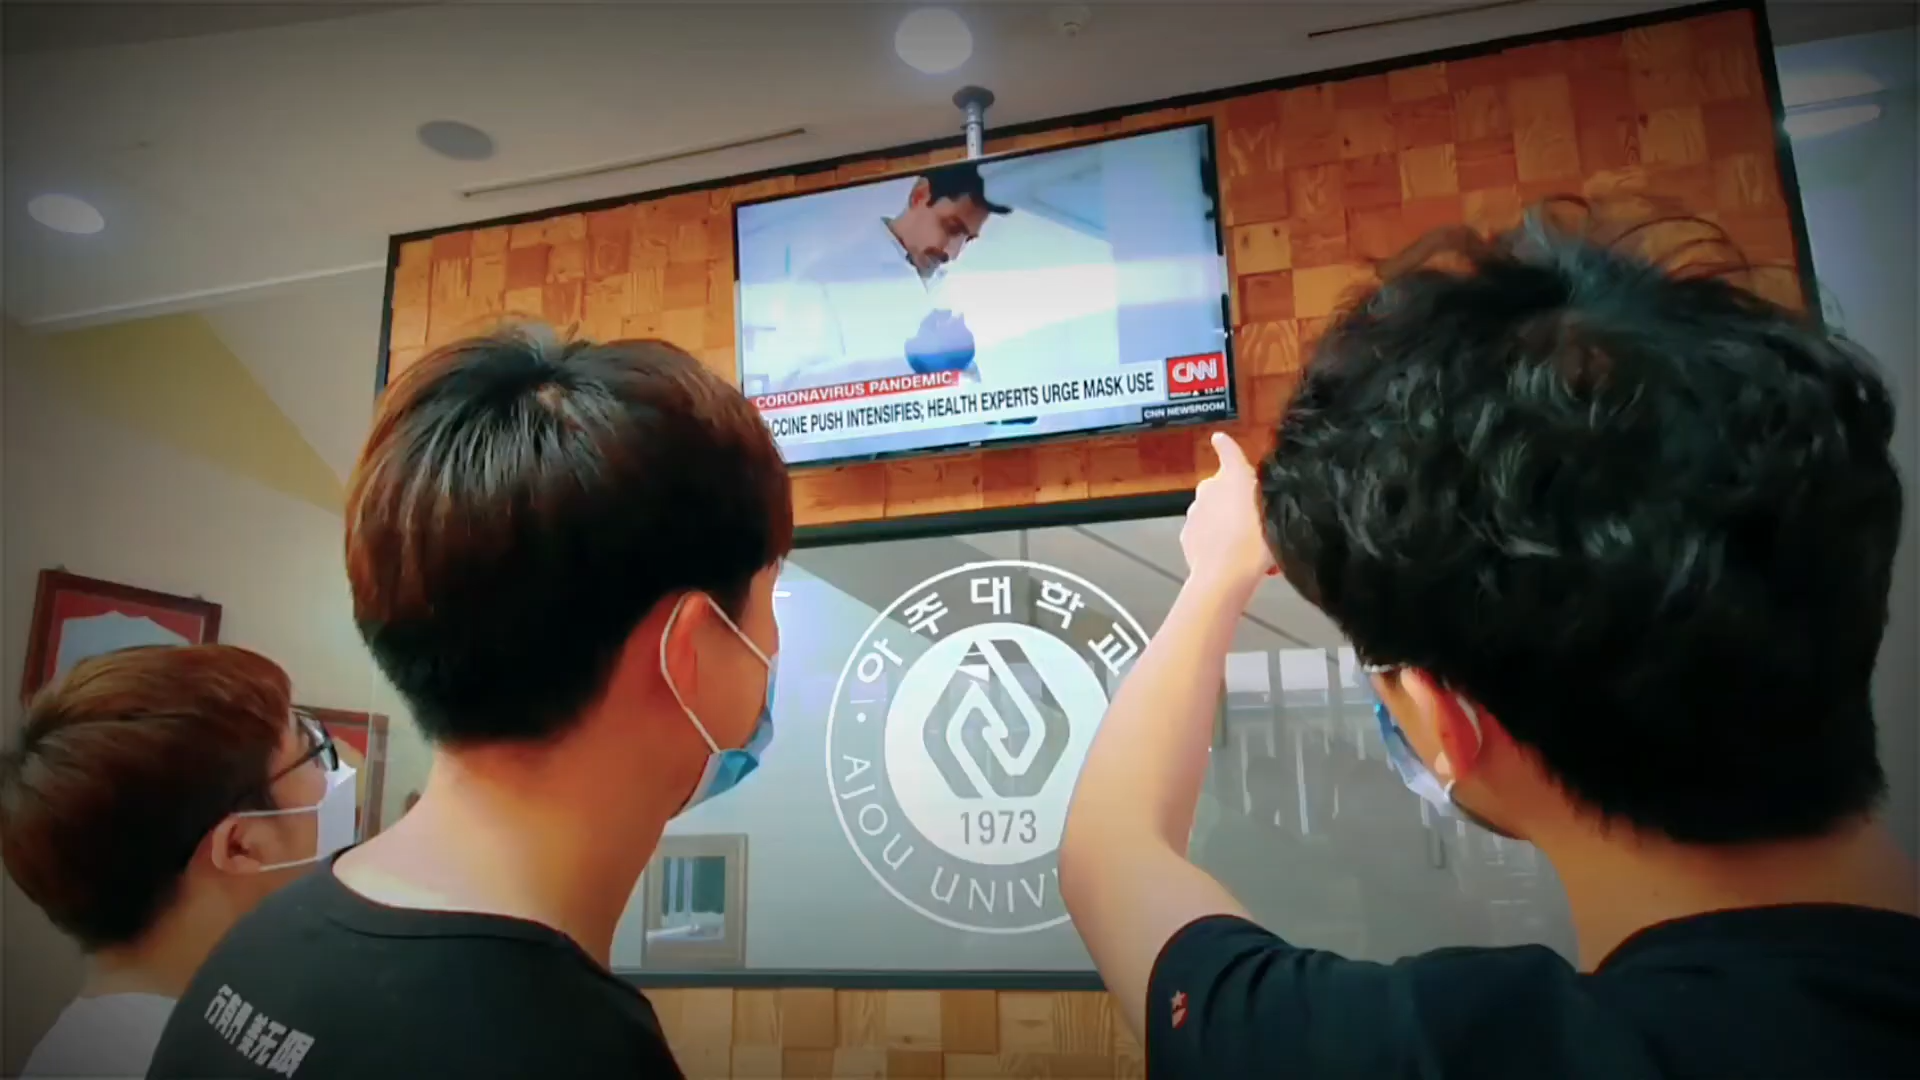 CORONAVIRUS PANDEMIC
CCINE PUSH INTENSIFIES; HEALTH EXPERTS URGE MASK USE
CNN
CNN NEWSROOM
아주대학교
AJOU UNIV
1973